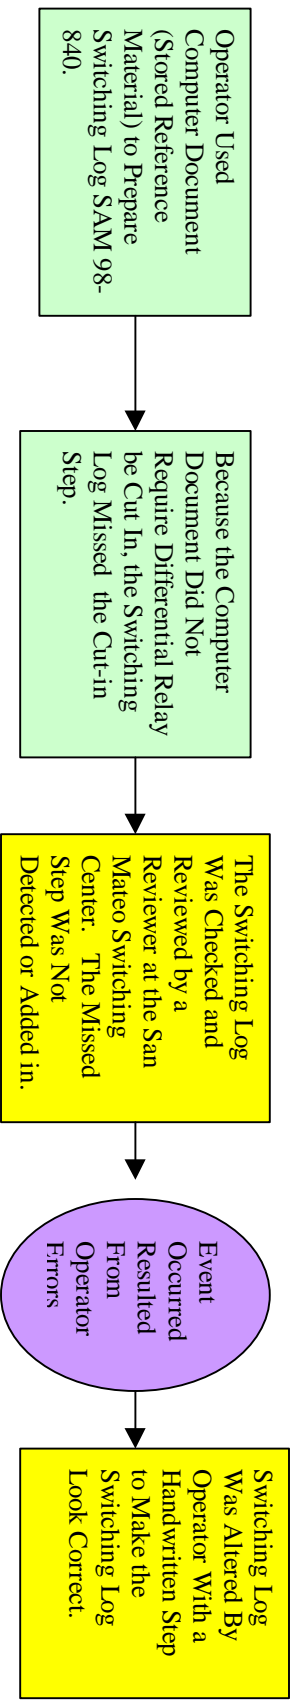 Operator Used
Computer Document
(Stored Reference
Material) to Prepare
Switching Log SAM 98-
840.
Because the Computer
Document Did Not
Require Differential Relay
be Cut In, the Switching
Log Missed the Cut-in
Step.
The Switching Log
Was Checked and
Reviewed by a
Reviewer at the San
Mateo Switching
Center. The Missed
Step Was Not
Detected or Added in.
Event
Occurred
Resulted
From
Operator
Errors
Switching Log
Was Altered By
Operator With a
Handwritten Step
to Make the
Switching Log
Look Correct.